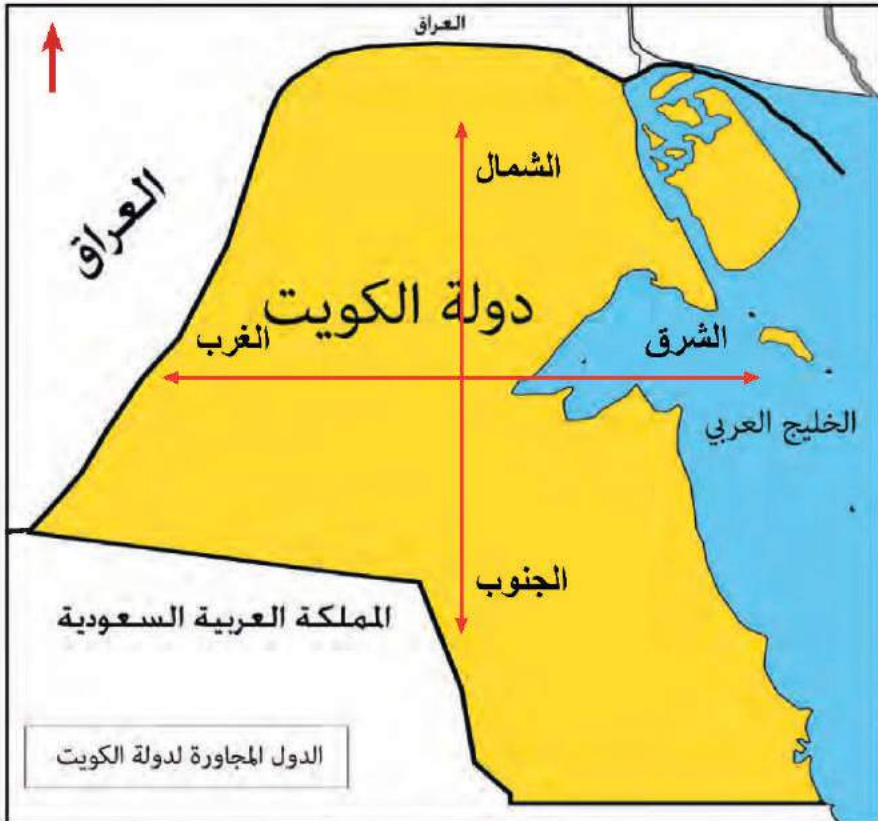 العراق
الشمال
العراق
دولة الكويت
الشرق
الغرب
الخليج العربي
الجنوب
المملكة العربية السعودية
الدول المجاورة لدولة الكويت